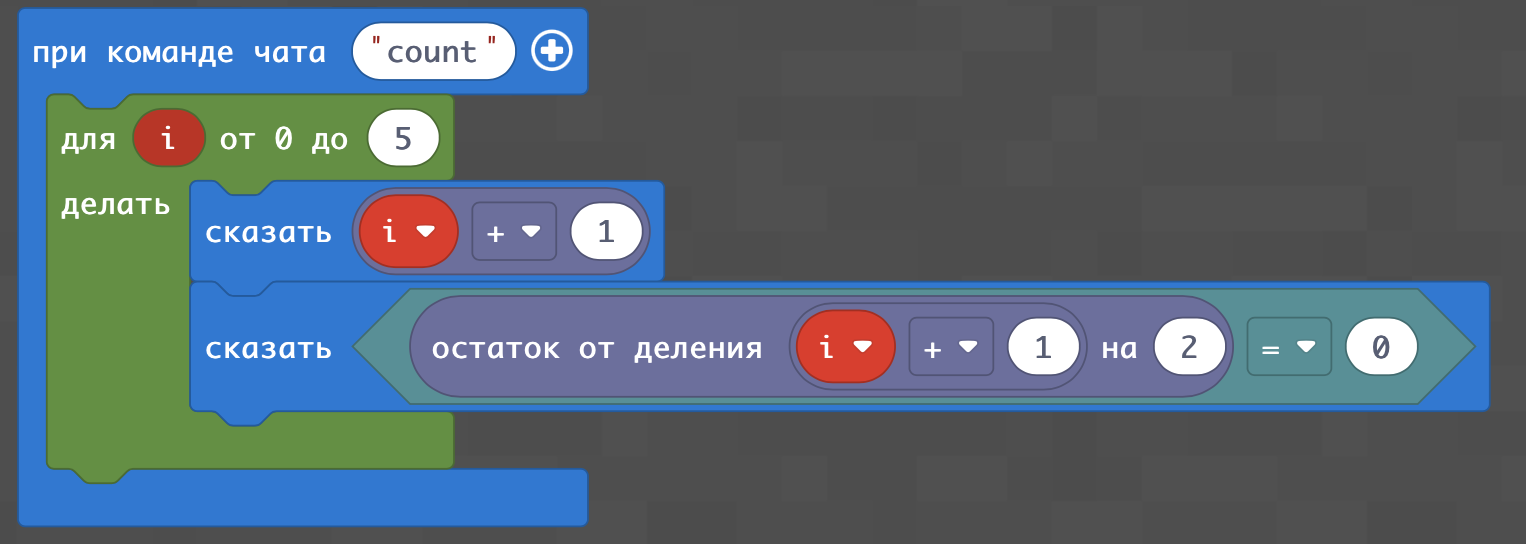 при команде чата "count"
для i от 0 до 5
делать
сказать i + 1
сказать остаток от деления i + 1 на 2 = 0